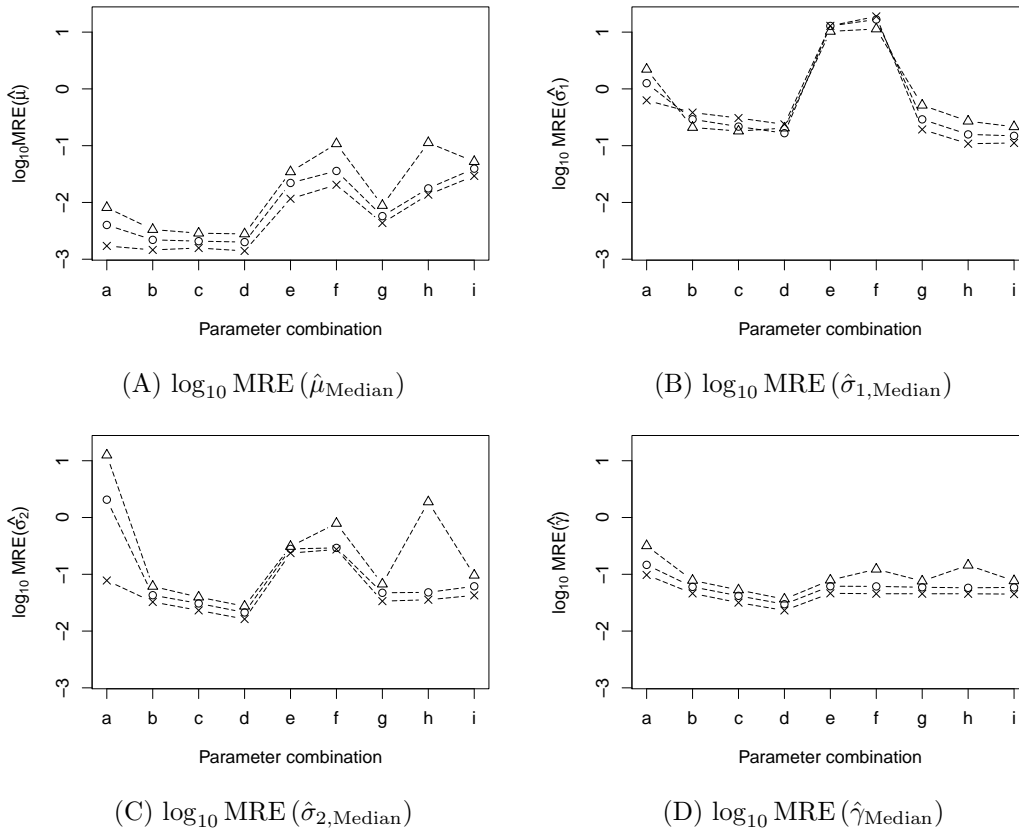 log10MRE(μ̂)
1
0
−1
−2
−3
a b c d e f g h i
Parameter combination
(A) log10 MRE (μ̂Median)
log10 MRE(σ̂1)
1
0
−1
−2
−3
a b c d e f g h i
Parameter combination
(B) log10 MRE (σ̂1,Median)
log10 MRE(σ̂2)
1
0
−1
−2
−3
a b c d e f g h i
Parameter combination
(C) log10 MRE (σ̂2,Median)
log10 MRE(γ̂)
1
0
−1
−2
−3
a b c d e f g h i
Parameter combination
(D) log10 MRE (γ̂Median)